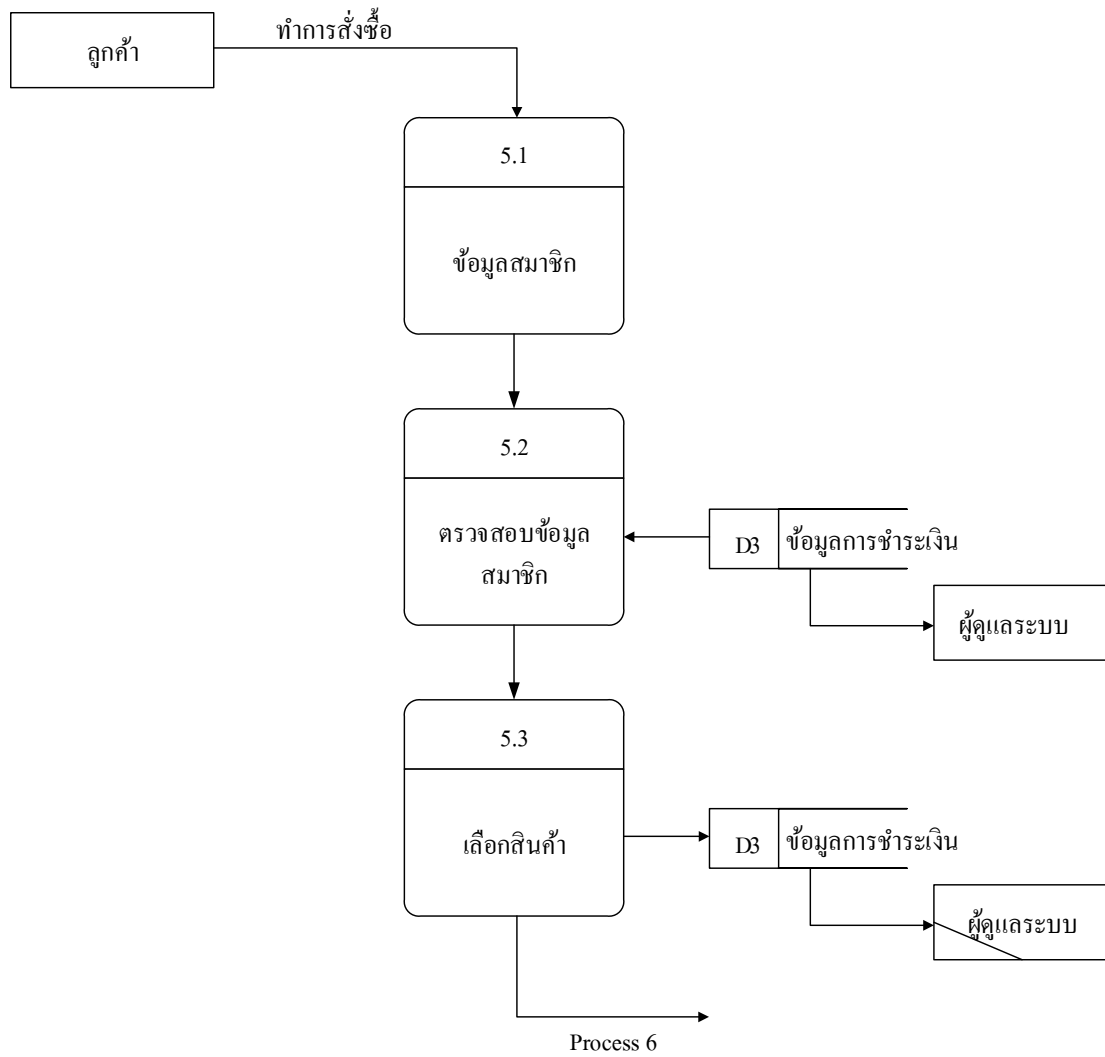 ลูกค้า
ทำการสั่งซื้อ
5.1
ข้อมูลสมาชิก
5.2
ตรวจสอบข้อมูล
สมาชิก
D3
ข้อมูลการชำระเงิน
ผู้ดูแลระบบ
5.3
เลือกสินค้า
D3
ข้อมูลการชำระเงิน
ผู้ดูแลระบบ
Process 6